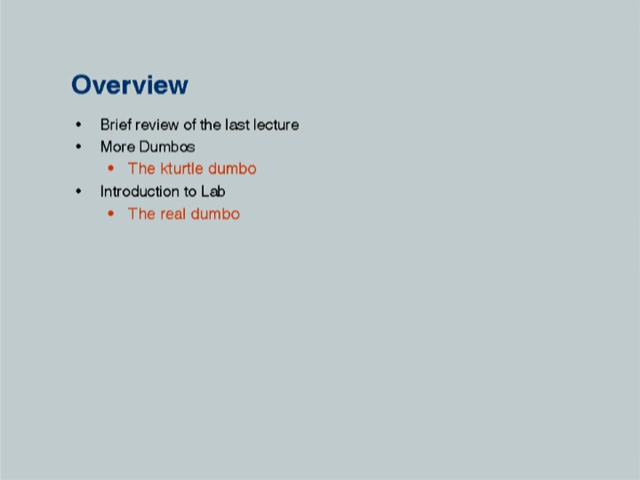 Overview
• Brief review of the last lecture
• More Dumbos
• The kturtle dumbo
• Introduction to Lab
• The real dumbo